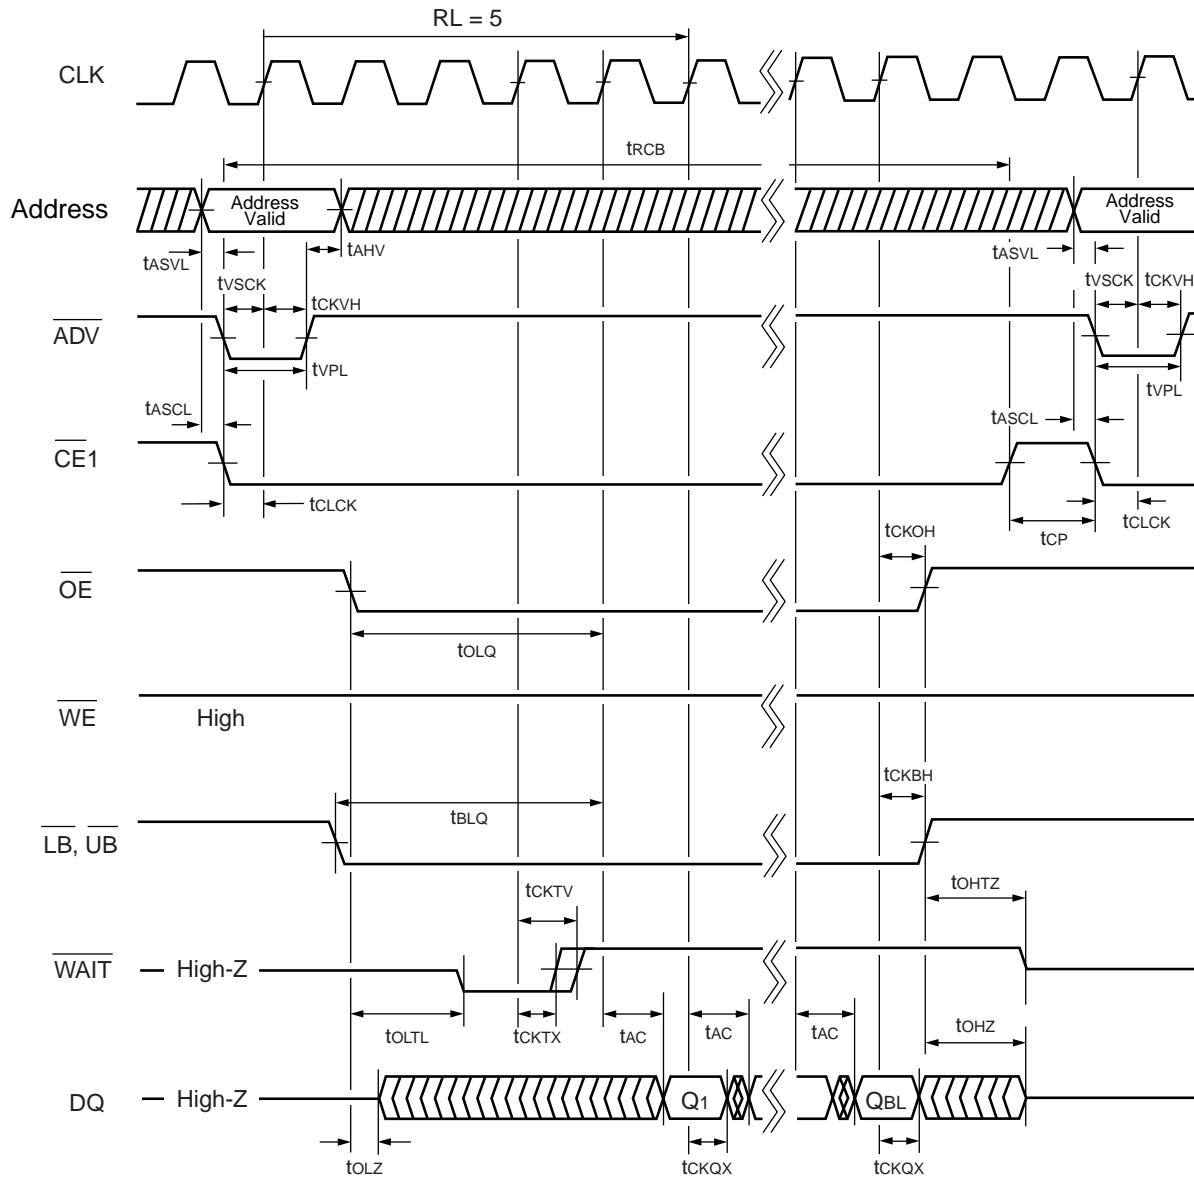 RL = 5
CLK
tRCB
Address
Address Valid
Address Valid
tASVL
tAHV
tASVL
tVSCK
tCKVH
tVSCK
tCKVH
ADV
tVPL
tVPL
tASCL
tASCL
CE1
tCLCK
tCP
tCLCK
tCKOH
OE
tOLQ
WE
High
tCKBH
tBLQ
LB, UB
tOHTZ
tCKTV
WAIT
High-Z
tOLTL
tCKTX
tAC
tAC
tAC
tOHZ
DQ
High-Z
Q1
QBL
tOLZ
tCKQX
tCKQX